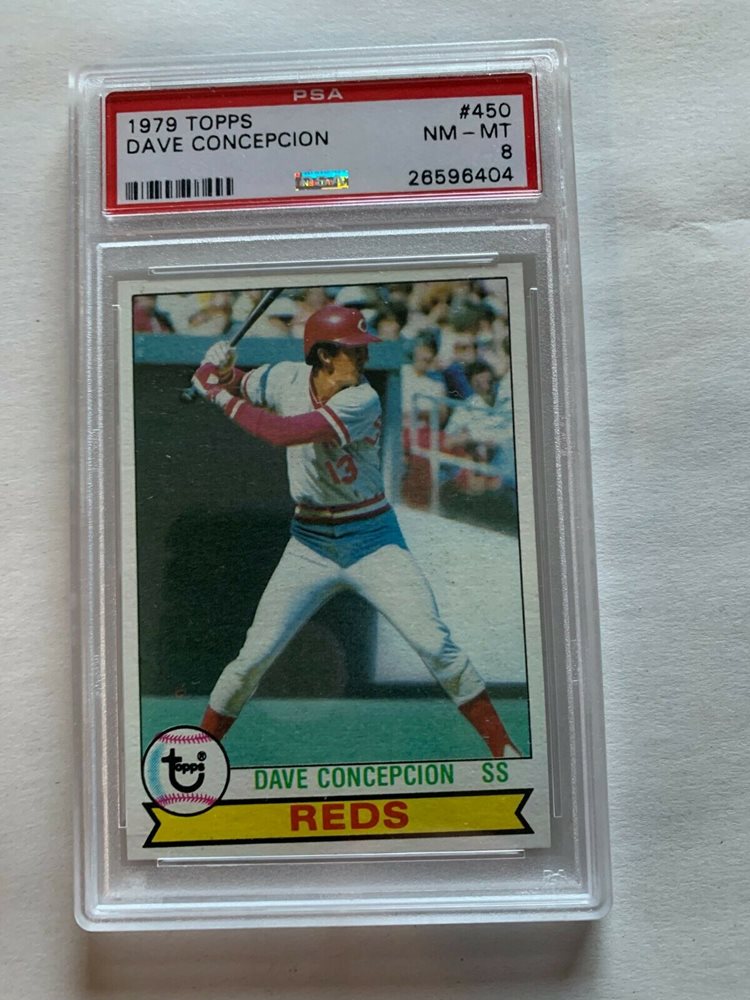 PSA
1979 TOPPS #450
DAVE CONCEPCION NM - MT
8
26596404
C
13
topps®
DAVE CONCEPCION SS
REDS